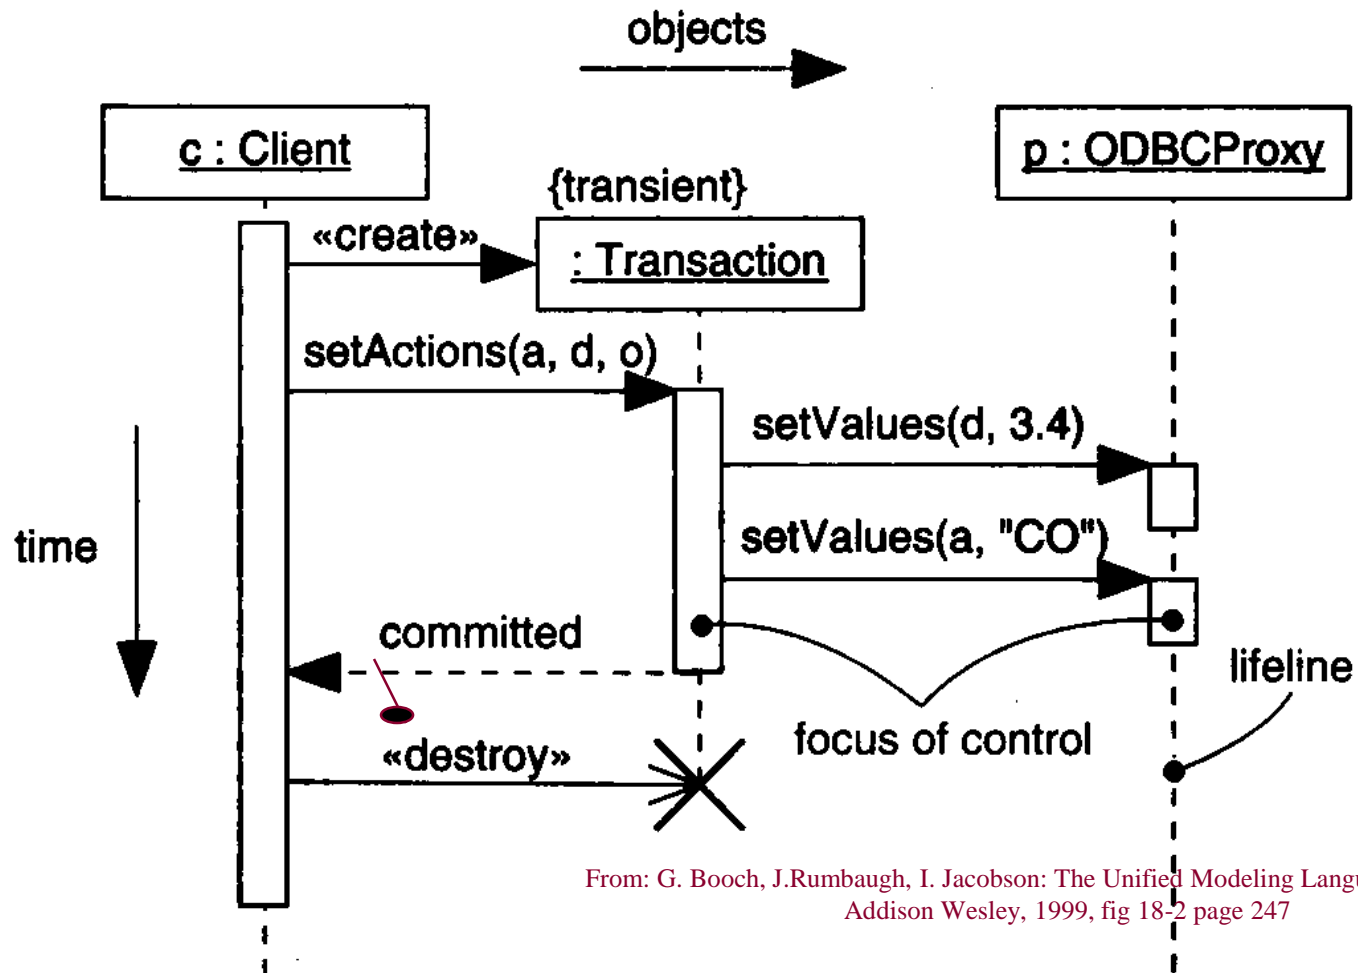 objects
c : Client
p : ODBCProxy
{transient}
«create»
: Transaction
setActions(a, d, o)
setValues(d, 3.4)
time
setValues(a, "CO")
committed
lifeline
focus of control
«destroy»
From: G. Booch, J.Rumbaugh, I. Jacobson: The Unified Modeling Langu
Addison Wesley, 1999, fig 18-2 page 247